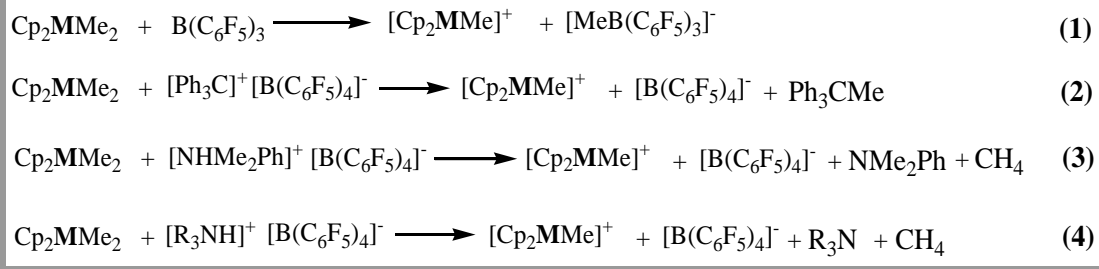 Cp₂MMe₂ + B(C₆F₅)₃ ⟶ [Cp₂MMe]⁺ + [MeB(C₆F₅)₃]⁻ (1)
Cp₂MMe₂ + [Ph₃C]⁺ [B(C₆F₅)₄]⁻ ⟶ [Cp₂MMe]⁺ + [B(C₆F₅)₄]⁻ + Ph₃CMe (2)
Cp₂MMe₂ + [NHMe₂Ph]⁺ [B(C₆F₅)₄]⁻ ⟶ [Cp₂MMe]⁺ + [B(C₆F₅)₄]⁻ + NMe₂Ph + CH₄ (3)
Cp₂MMe₂ + [R₃NH]⁺ [B(C₆F₅)₄]⁻ ⟶ [Cp₂MMe]⁺ + [B(C₆F₅)₄]⁻ + R₃N + CH₄ (4)